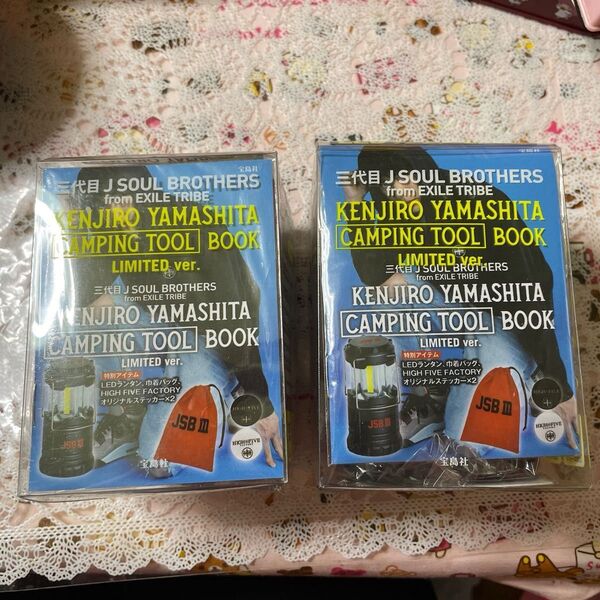 宝島社
三代目 J SOUL BROTHERS
from EXILE TRIBE
KENJIRO YAMASHITA
CAMPING TOOL BOOK
LIMITED ver.
三代目 J SOUL BROTHERS
from EXILE TRIBE
KENJIRO YAMASHITA
CAMPING TOOL BOOK
LIMITED ver.
特別アイテム
LEDランタン、巾着バッグ、
HIGH FIVE FACTORY
オリジナルステッカー×2
JSB III
JSB III
宝島社
宝島社
三代目 J SOUL BROTHERS
from EXILE TRIBE
KENJIRO YAMASHITA
CAMPING TOOL BOOK
LIMITED ver.
三代目 J SOUL BROTHERS
from EXILE TRIBE
KENJIRO YAMASHITA
CAMPING TOOL BOOK
LIMITED ver.
特別アイテム
LEDランタン、巾着バッグ、
HIGH FIVE FACTORY
オリジナルステッカー×2
JSB III
JSB III
宝島社